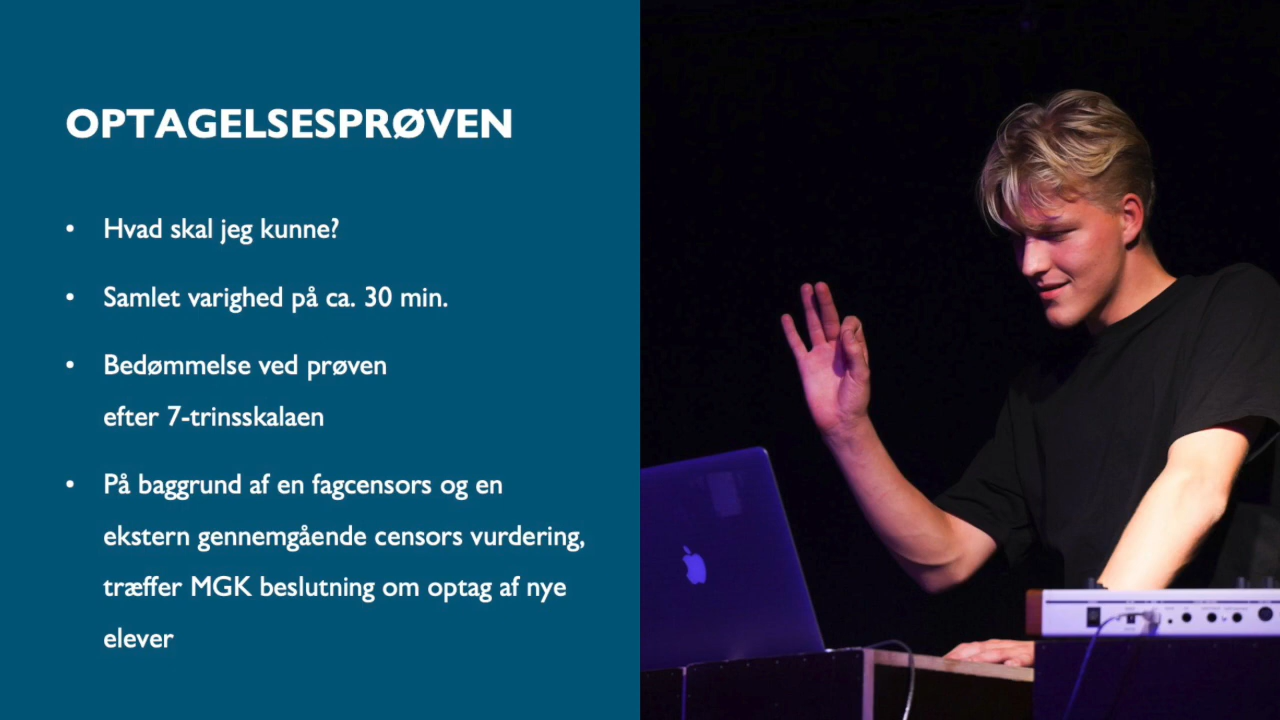 OPTAGELSESPRØVEN
• Hvad skal jeg kunne?
• Samlet varighed på ca. 30 min.
• Bedømmelse ved prøven
efter 7-trinsskalaen
• På baggrund af en fagcensors og en
ekstern gennemgående censors vurdering,
træffer MGK beslutning om optag af nye
elever